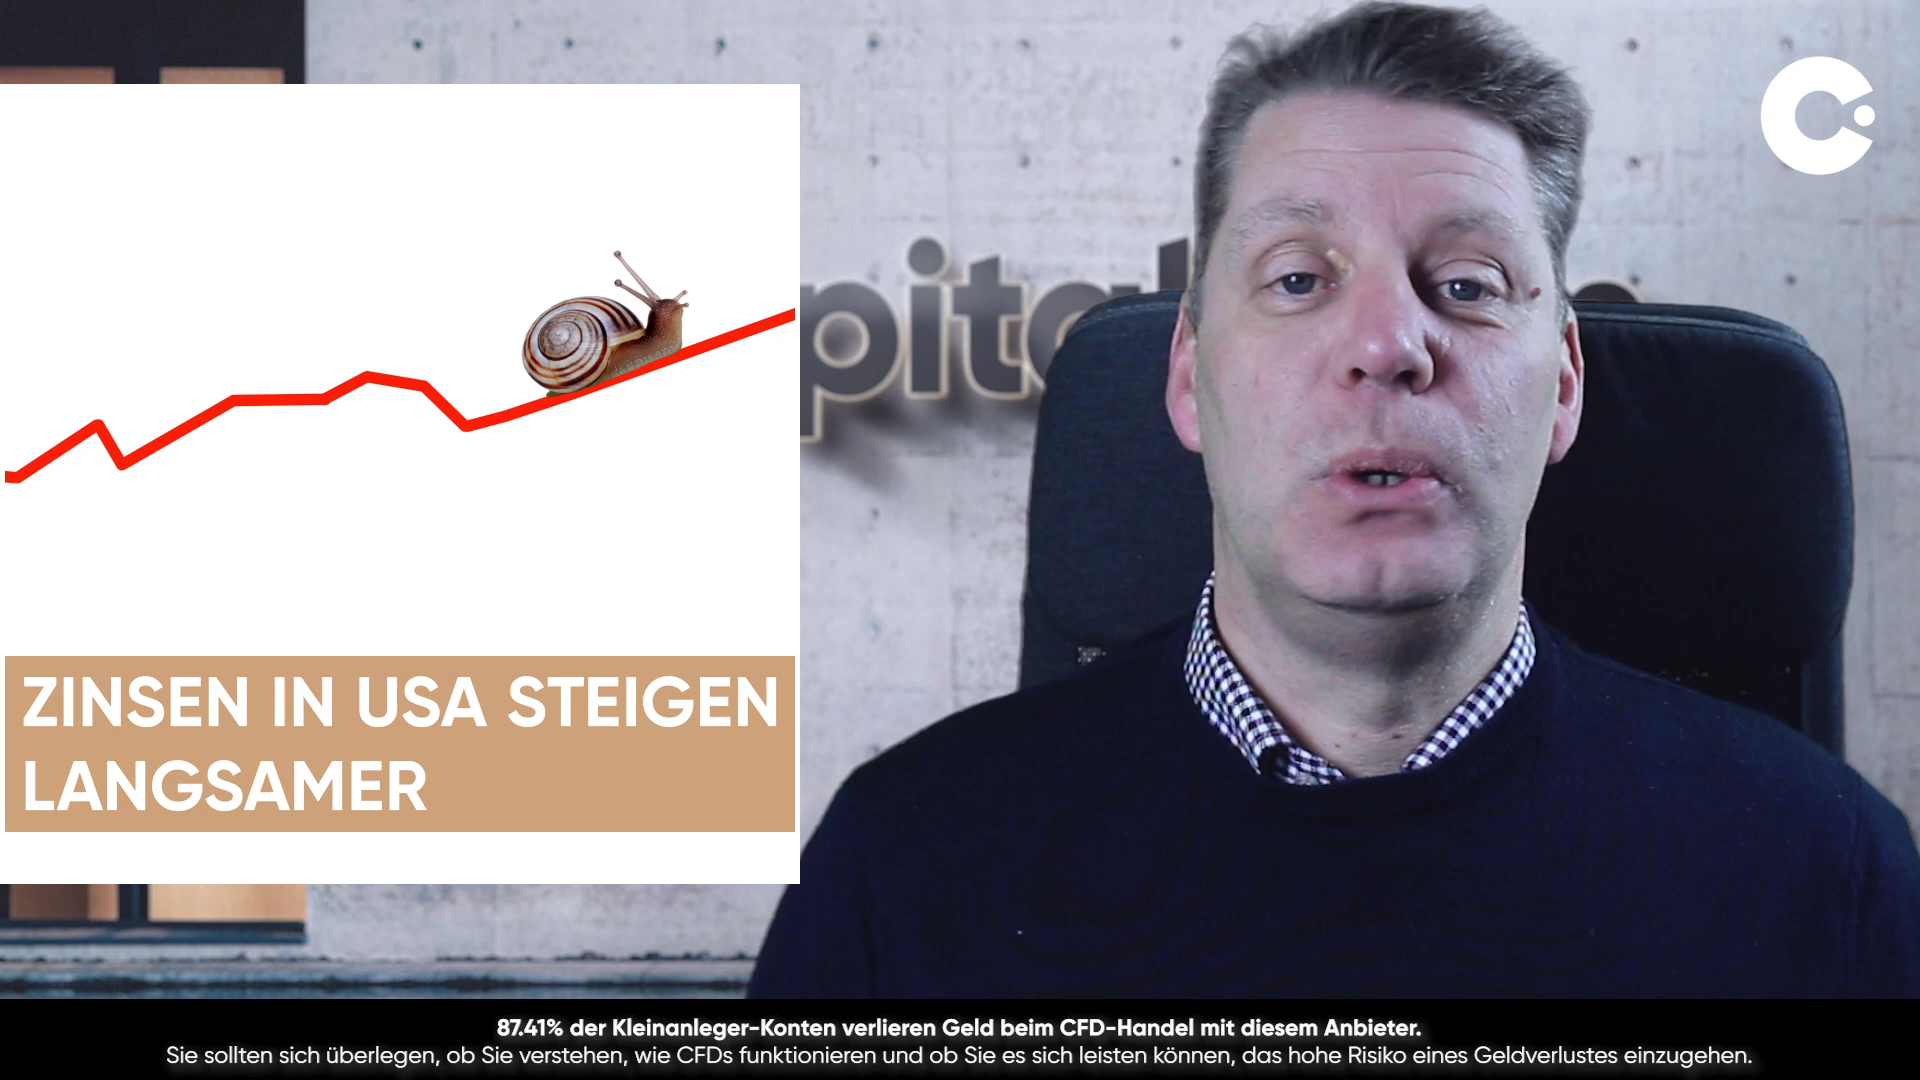 pital
ZINSEN IN USA STEIGEN
LANGSAMER
87.41% der Kleinanleger-Konten verlieren Geld beim CFD-Handel mit diesem Anbieter.
Sie sollten sich überlegen, ob Sie verstehen, wie CFDs funktionieren und ob Sie es sich leisten können, das hohe Risiko eines Geldverlustes einzugehen.